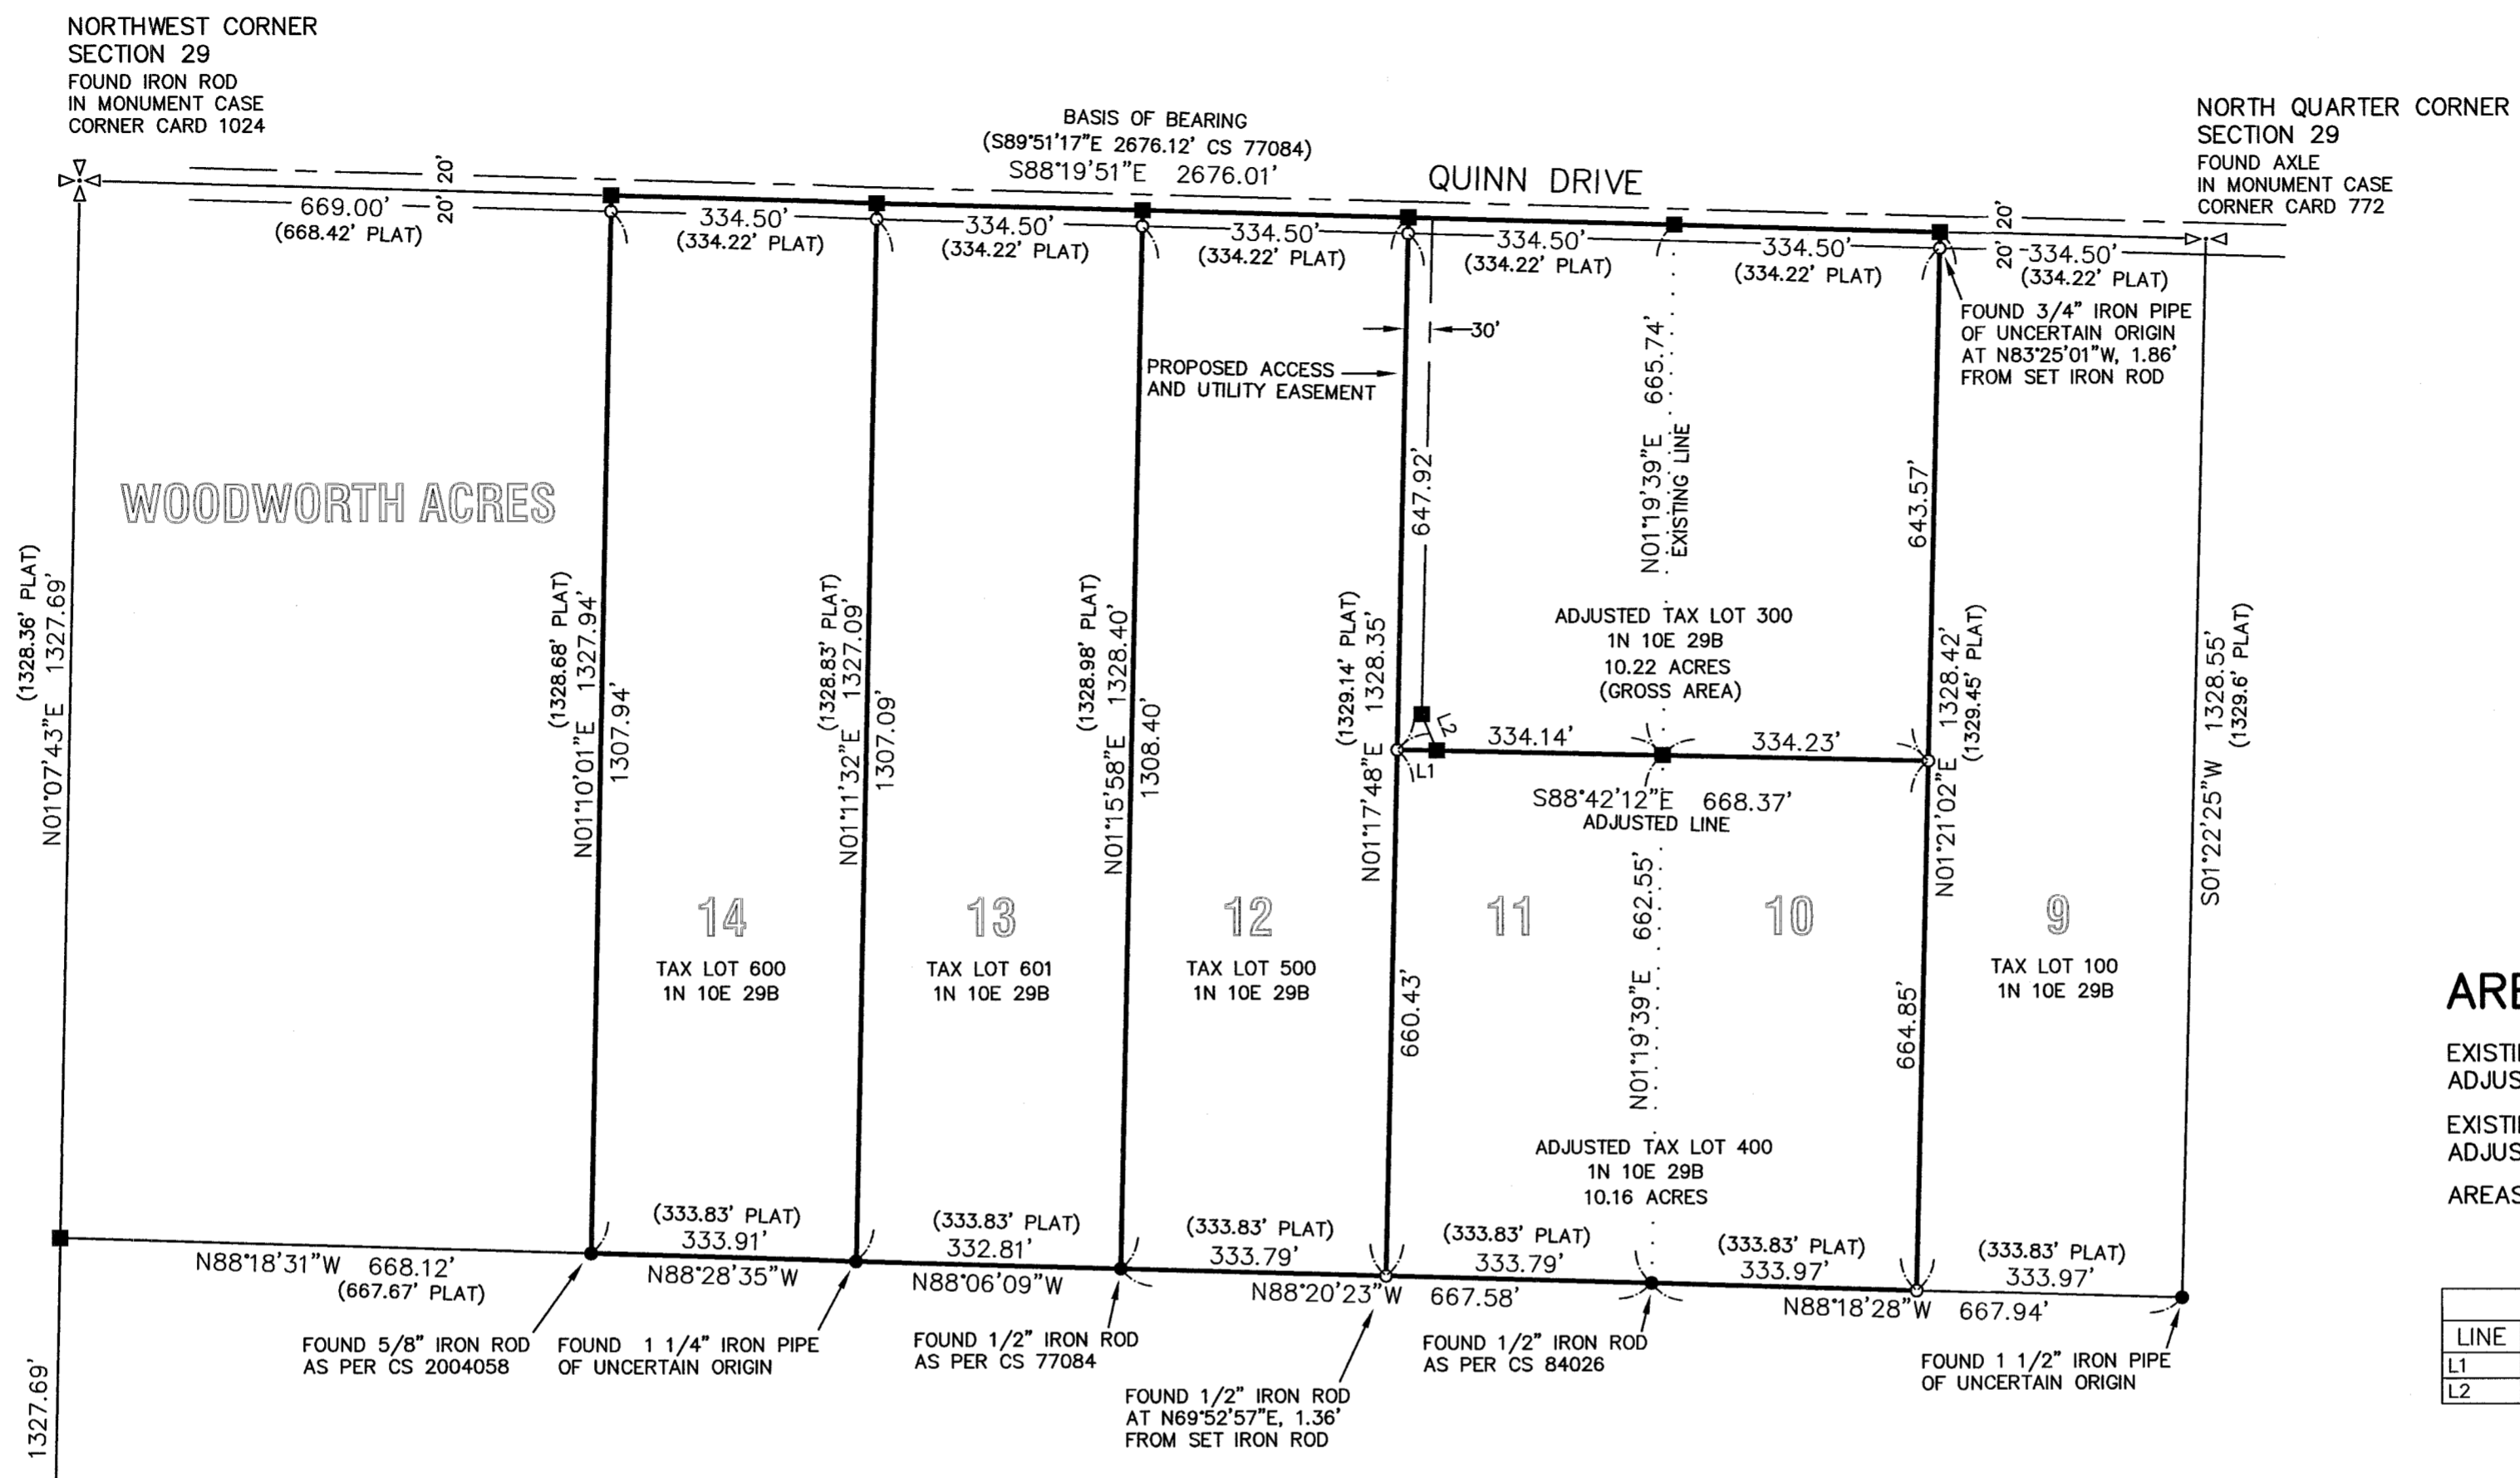 NORTHWEST CORNER
SECTION 29
FOUND IRON ROD
IN MONUMENT CASE
CORNER CARD 1024
BASIS OF BEARING
(S89°51'17"E 2676.12' CS 77084)
S88°19'51"E 2676.01'
QUINN DRIVE
NORTH QUARTER CORNER
SECTION 29
FOUND AXLE
IN MONUMENT CASE
CORNER CARD 772
20'
20'
20'
20'
669.00'
(668.42' PLAT)
334.50'
(334.22' PLAT)
334.50'
(334.22' PLAT)
334.50'
(334.22' PLAT)
334.50'
(334.22' PLAT)
334.50'
(334.22' PLAT)
334.50'
(334.22' PLAT)
FOUND 3/4" IRON PIPE
OF UNCERTAIN ORIGIN
AT N83°25'01"W, 1.86'
FROM SET IRON ROD
30'
PROPOSED ACCESS
AND UTILITY EASEMENT
WOODWORTH ACRES
(1328.36' PLAT)
N01°07'43"E 1327.69'
(1328.68' PLAT)
N01°10'01"E 1327.94'
1307.94'
(1328.83' PLAT)
N01°11'32"E 1327.09'
1307.09'
(1328.98' PLAT)
N01°15'58"E 1328.40'
1308.40'
(1329.14' PLAT)
N01°17'48"E 1328.35'
647.92'
N01°19'39"E 665.74'
EXISTING LINE
643.57'
N01°21'02"E 1328.42'
(1329.45' PLAT)
S01°22'25"W 1328.55'
(1329.6' PLAT)
ADJUSTED TAX LOT 300
1N 10E 29B
10.22 ACRES
(GROSS AREA)
L2
L1
334.14'
334.23'
S88°42'12"E 668.37'
ADJUSTED LINE
660.43'
N01°19'39"E 662.55'
664.85'
14
TAX LOT 600
1N 10E 29B
13
TAX LOT 601
1N 10E 29B
12
TAX LOT 500
1N 10E 29B
11
10
9
TAX LOT 100
1N 10E 29B
ADJUSTED TAX LOT 400
1N 10E 29B
10.16 ACRES
N88°18'31"W 668.12'
(667.67' PLAT)
(333.83' PLAT)
333.91'
N88°28'35"W
(333.83' PLAT)
332.81'
N88°06'09"W
(333.83' PLAT)
333.79'
(333.83' PLAT)
333.79'
N88°20'23"W 667.58'
(333.83' PLAT)
333.97'
(333.83' PLAT)
333.97'
N88°18'28"W 667.94'
FOUND 5/8" IRON ROD
AS PER CS 2004058
FOUND 1 1/4" IRON PIPE
OF UNCERTAIN ORIGIN
FOUND 1/2" IRON ROD
AS PER CS 77084
FOUND 1/2" IRON ROD
AT N69°52'57"E, 1.36'
FROM SET IRON ROD
FOUND 1/2" IRON ROD
AS PER CS 84026
FOUND 1 1/2" IRON PIPE
OF UNCERTAIN ORIGIN
1327.69'
ARE
EXISTI
ADJUS
EXISTI
ADJUS
AREAS
LINE
L1
L2